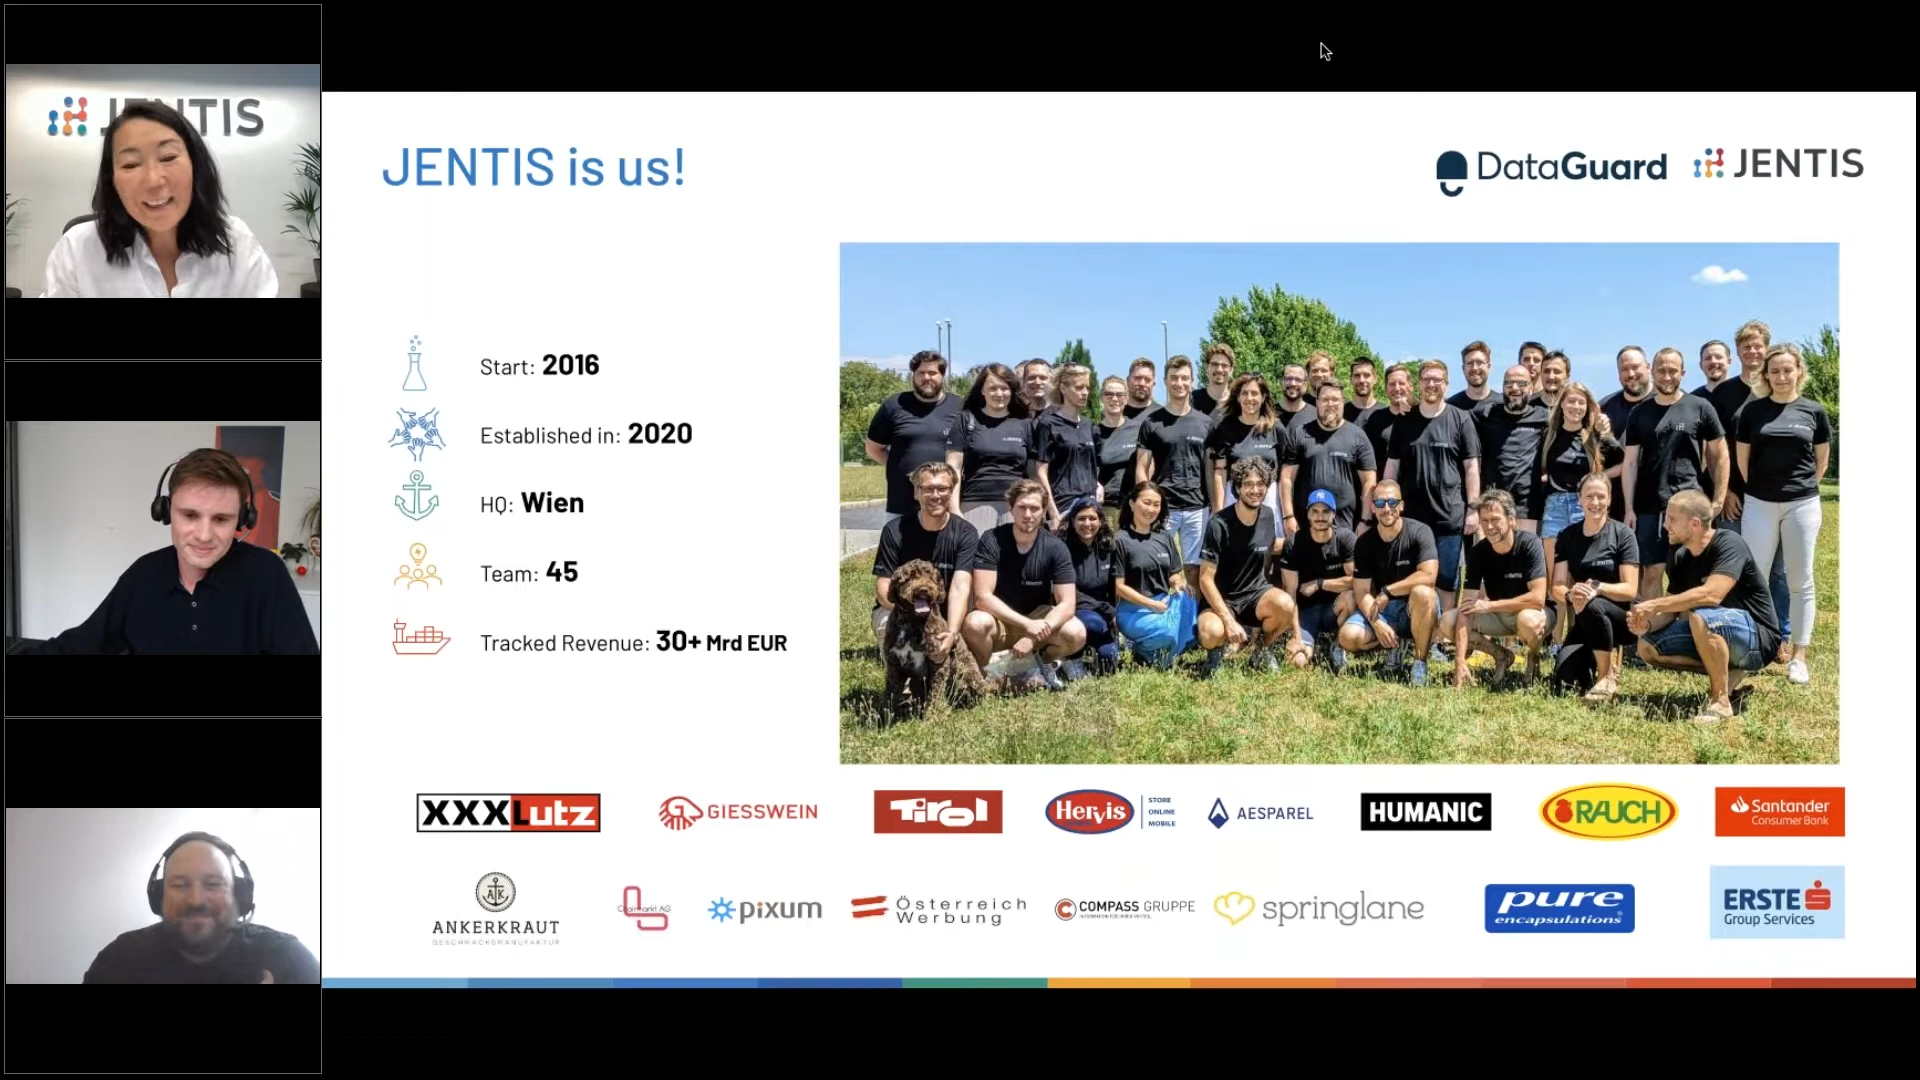 JENTIS
JENTIS is us!
DataGuard
JENTIS
Start: 2016
Established in: 2020
HQ: Wien
Team: 45
Tracked Revenue: 30+ Mrd EUR
XXXLutz
GIESSWEIN
Tirol
Hervis
STORE
ONLINE
MOBILE
AESPAREL
HUMANIC
RAUCH
Santander
Consumer Bank
AK
ANKERKRAUT
GESCHMACKSMANUFAKTUR
pixum
Österreich
Werbung
COMPASS GRUPPE
springlane
pure
encapsulations
ERSTE
Group Services